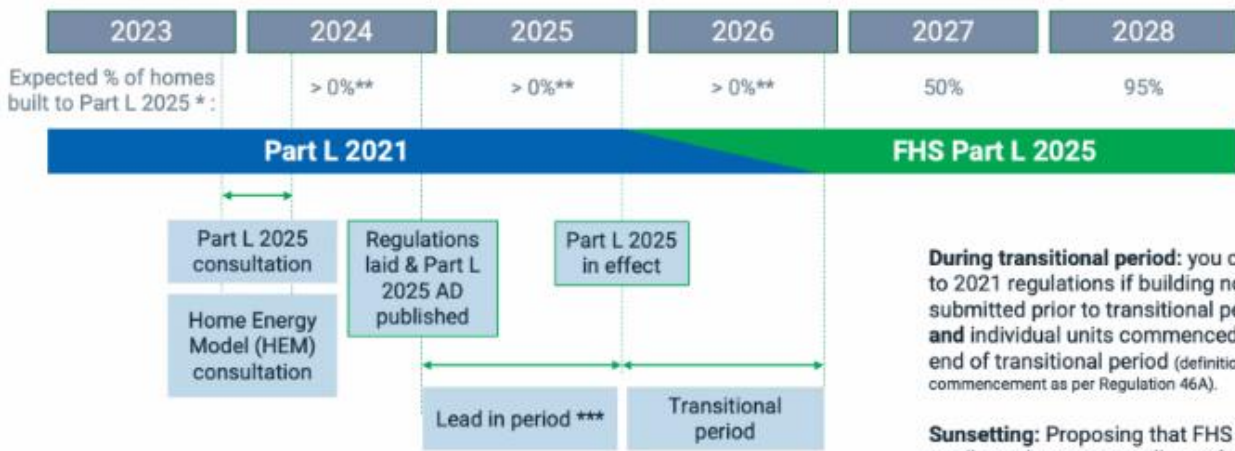 2023 2024 2025 2026 2027 2028
Expected % of homes
built to Part L 2025 * : > 0%** > 0%** > 0%** 50% 95%
Part L 2021 FHS Part L 2025
Part L 2025
consultation
Home Energy
Model (HEM)
consultation
Regulations
laid & Part L
2025 AD
published
Part L 2025
in effect
Lead in period ***
Transitional
period
During transitional period: you
to 2021 regulations if building
submitted prior to transitional
and individual units commenced
end of transitional period (definition
commencement as per Regulation 46A).
Sunsetting: Proposing that FHS